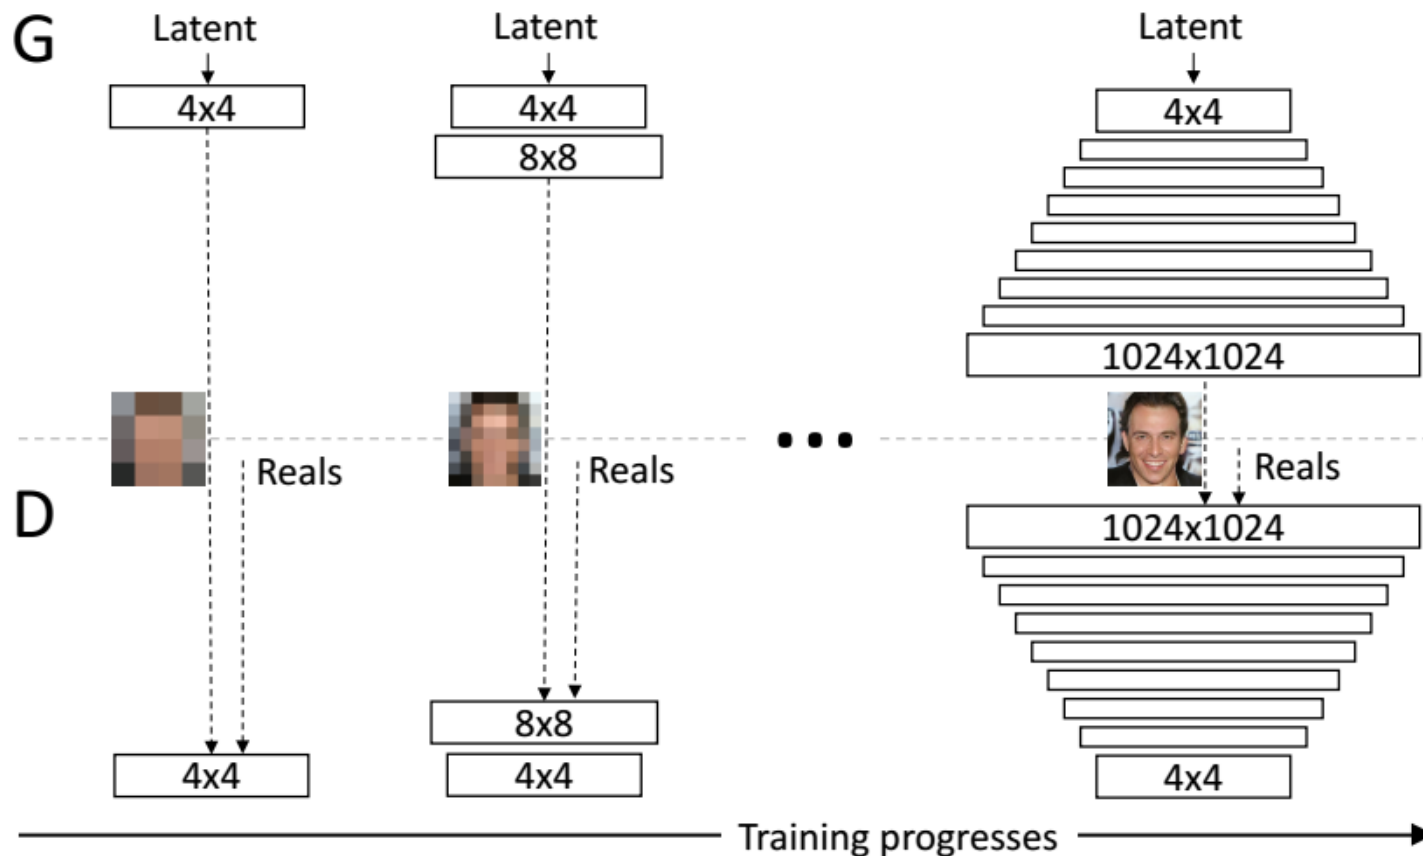 G
Latent
4x4
Latent
4x4
8x8
Latent
4x4
1024x1024
Reals
Reals
Reals
D
4x4
8x8
4x4
1024x1024
4x4
Training progresses